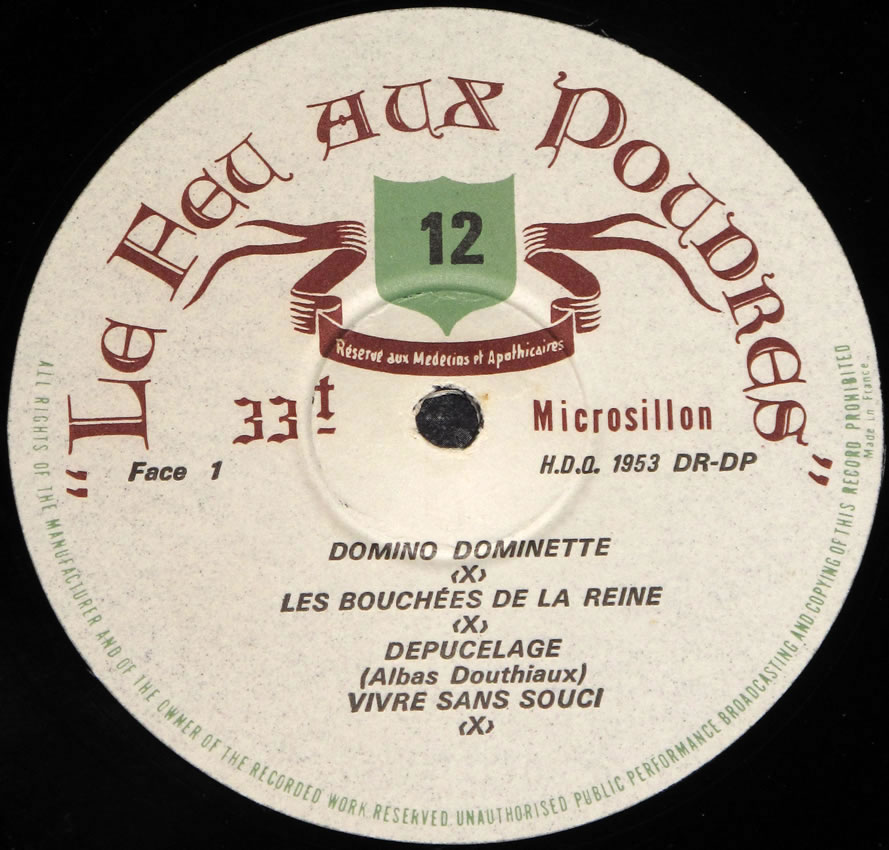 "Le Feu aux Poudres"
12
Réservé aux Medecins et Apothicaires
33t
Microsillon
Face 1
H.D.Q. 1953 DR-DP
DOMINO DOMINETTE
‹X›
LES BOUCHÉES DE LA REINE
‹X›
DEPUCELAGE
(Albas Douthiaux)
VIVRE SANS SOUCI
‹X›
ALL RIGHTS OF THE MANUFACTURER AND OF THE OWNER OF THE RECORDED WORK RESERVED UNAUTHORISED PUBLIC PERFORMANCE BROADCASTING AND COPYING OF THIS RECORD PROHIBITED
Made In France.